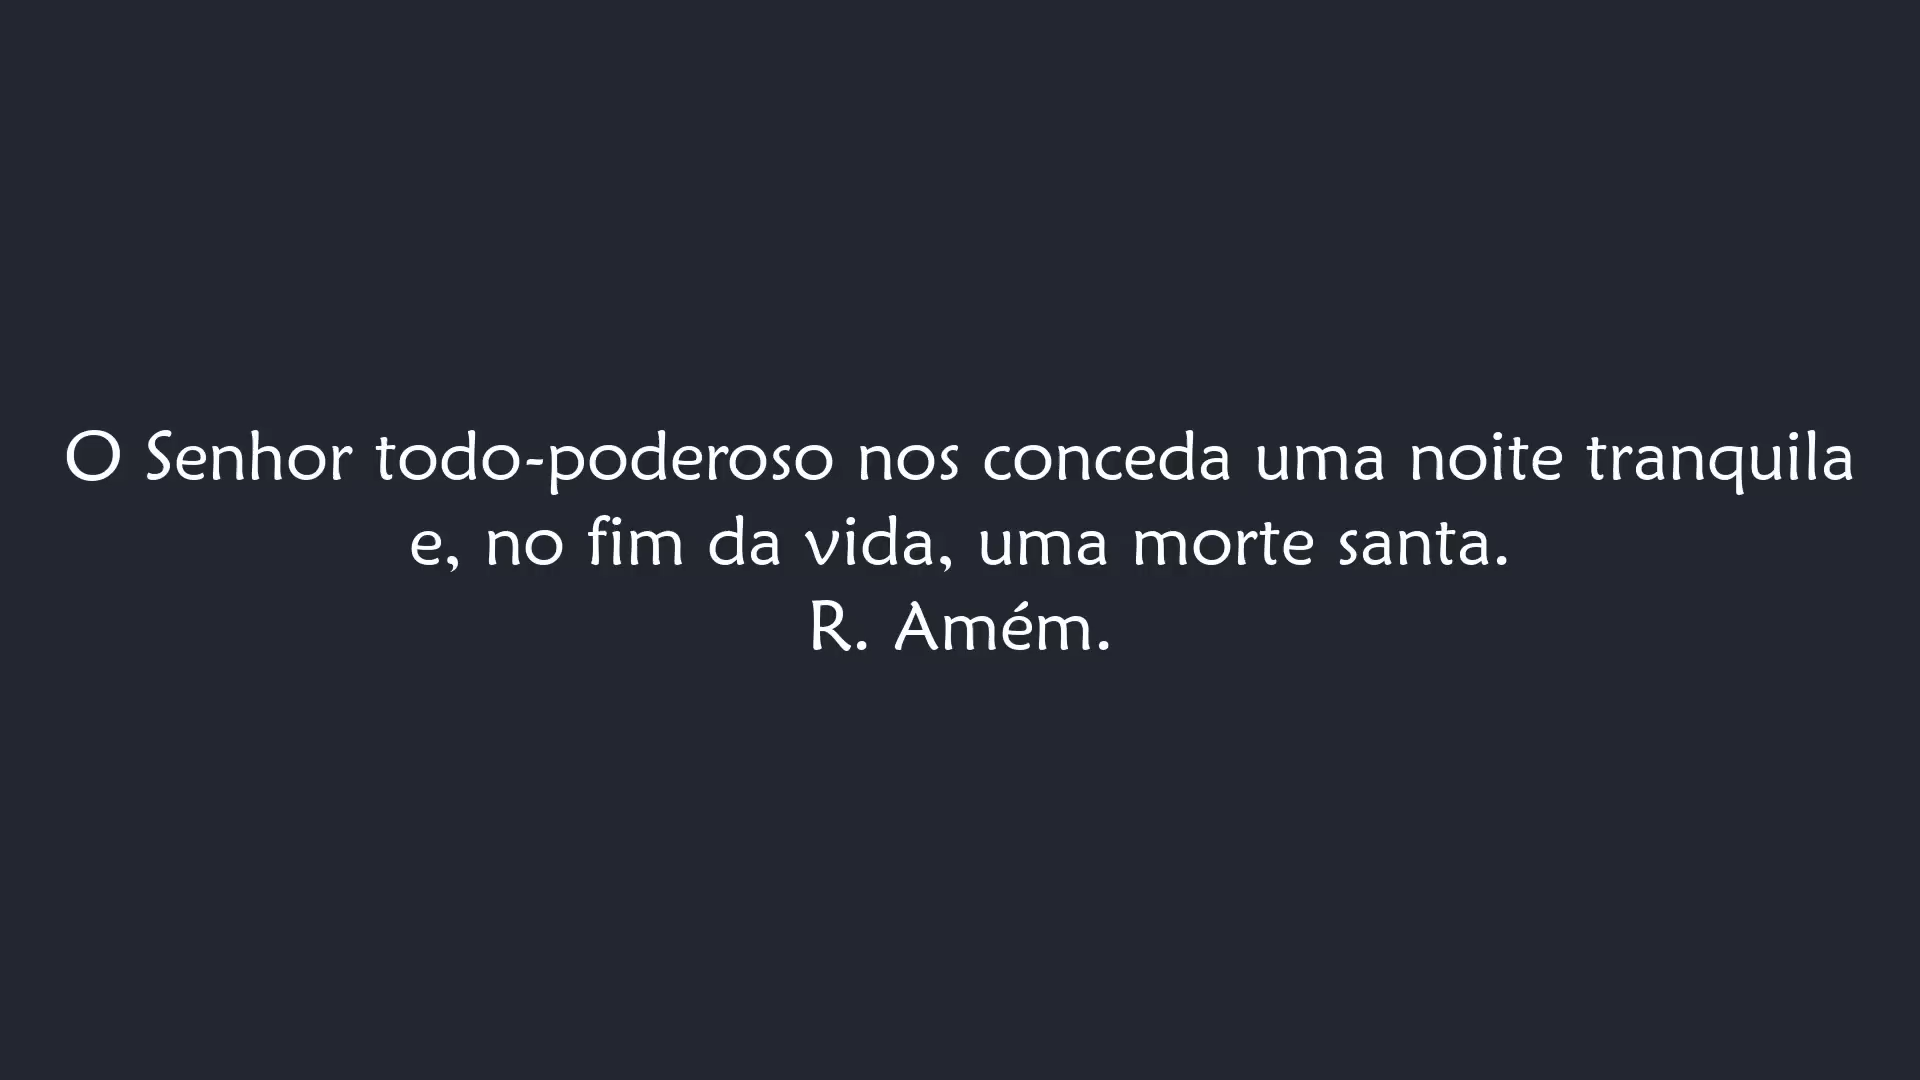 O Senhor todo-poderoso nos conceda uma noite tranquila
e, no fim da vida, uma morte santa.
R. Amém.